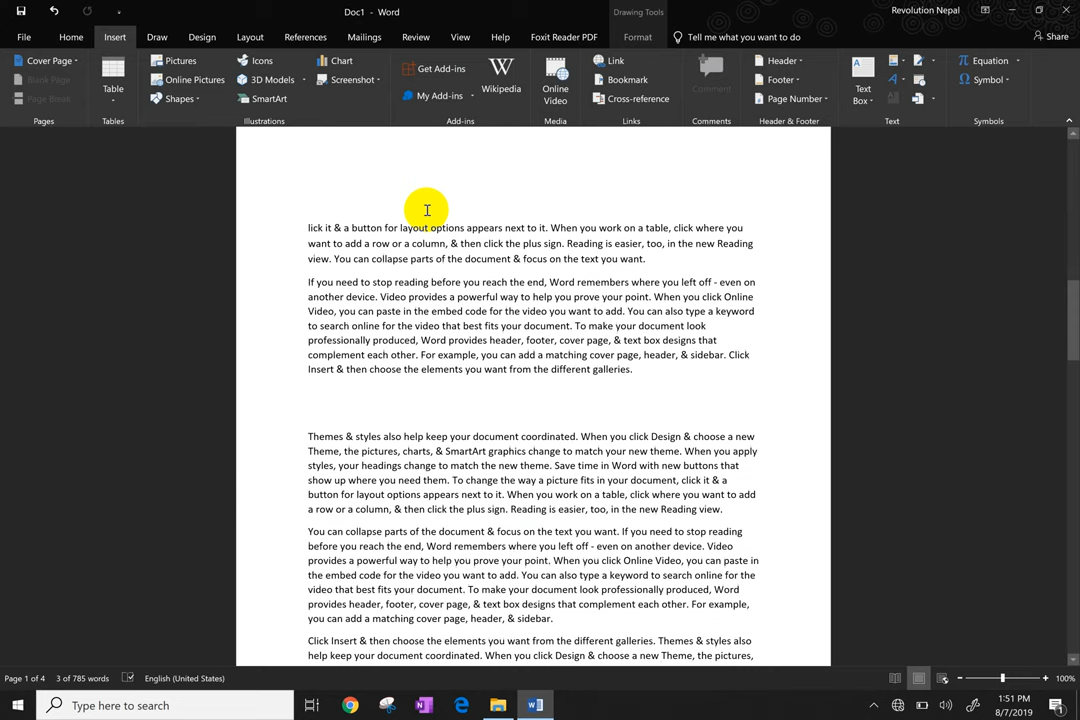 Doc1 - Word
Drawing Tools
Revolution Nepal
File Home Insert Draw Design Layout References Mailings Review View Help Foxit Reader PDF Format Tell me what you want to do Share
Cover Page
Blank Page
Page Break
Pages
Table
Tables
Pictures
Online Pictures
Shapes
Icons
3D Models
SmartArt
Chart
Screenshot
Illustrations
Get Add-ins
My Add-ins
Wikipedia
Add-ins
Online
Video
Media
Link
Bookmark
Cross-reference
Links
Comment
Comments
Header
Footer
Page Number
Header & Footer
Text
Box
Text
Equation
Symbol
Symbols
lick it & a button for layout options appears next to it. When you work on a table, click where you
want to add a row or a column, & then click the plus sign. Reading is easier, too, in the new Reading
view. You can collapse parts of the document & focus on the text you want.
If you need to stop reading before you reach the end, Word remembers where you left off - even on
another device. Video provides a powerful way to help you prove your point. When you click Online
Video, you can paste in the embed code for the video you want to add. You can also type a keyword
to search online for the video that best fits your document. To make your document look
professionally produced, Word provides header, footer, cover page, & text box designs that
complement each other. For example, you can add a matching cover page, header, & sidebar. Click
Insert & then choose the elements you want from the different galleries.
Themes & styles also help keep your document coordinated. When you click Design & choose a new
Theme, the pictures, charts, & SmartArt graphics change to match your new theme. When you apply
styles, your headings change to match the new theme. Save time in Word with new buttons that
show up where you need them. To change the way a picture fits in your document, click it & a
button for layout options appears next to it. When you work on a table, click where you want to add
a row or a column, & then click the plus sign. Reading is easier, too, in the new Reading view.
You can collapse parts of the document & focus on the text you want. If you need to stop reading
before you reach the end, Word remembers where you left off - even on another device. Video
provides a powerful way to help you prove your point. When you click Online Video, you can paste in
the embed code for the video you want to add. You can also type a keyword to search online for the
video that best fits your document. To make your document look professionally produced, Word
provides header, footer, cover page, & text box designs that complement each other. For example,
you can add a matching cover page, header, & sidebar.
Click Insert & then choose the elements you want from the different galleries. Themes & styles also
help keep your document coordinated. When you click Design & choose a new Theme, the pictures,
Page 1 of 4 3 of 785 words English (United States) 100%
Type here to search
1:51 PM
8/7/2019